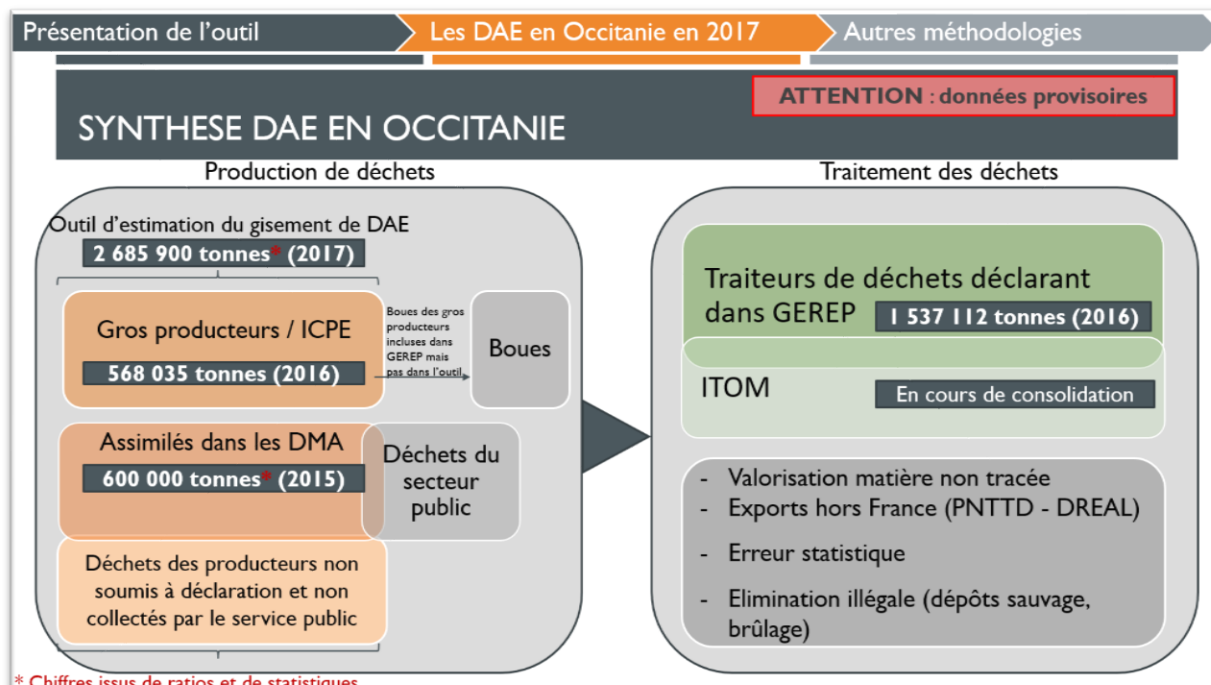 Présentation de l'outil
Les DAE en Occitanie en 2017
Autres méthodologies
ATTENTION : données provisoires
SYNTHESE DAE EN OCCITANIE
Production de déchets
Outil d'estimation du gisement de DAE
2 685 900 tonnes* (2017)
Gros producteurs / ICPE
568 035 tonnes (2016)
Boues des gros
producteurs
incluses dans
GEREP mais
pas dans l'outil
Boues
Assimilés dans les DMA
600 000 tonnes* (2015)
Déchets du
secteur
public
Déchets des producteurs non
soumis à déclaration et non
collectés par le service public
* Chiffres issus de ratios et de statistiques
Traitement des déchets
Traiteurs de déchets déclarant
dans GEREP
1 537 112 tonnes (2016)
ITOM
En cours de consolidation
- Valorisation matière non tracée
- Exports hors France (PNTTD - DREAL)
- Erreur statistique
- Elimination illégale (dépôts sauvage,
brûlage)